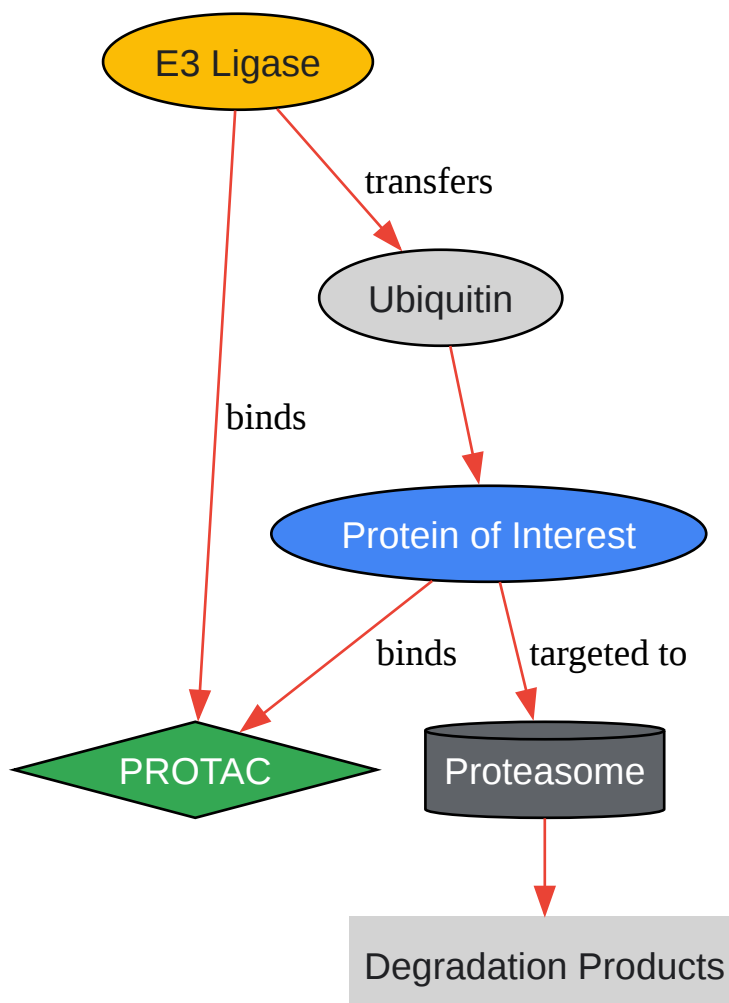 E3 Ligase
transfers
Ubiquitin
binds
Protein of Interest
binds
targeted to
PROTAC
Proteasome
Degradation Products